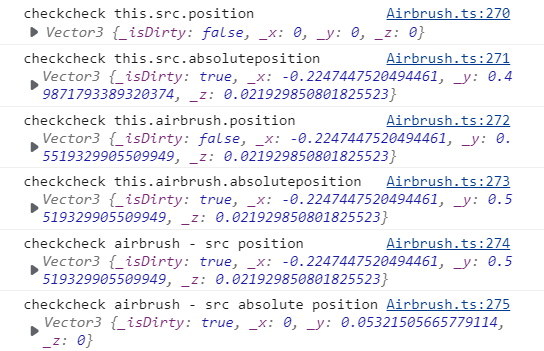 checkcheck this.src.position Airbrush.ts:270
Vector3 {_isDirty: false, _x: 0, _y: 0, _z: 0}
checkcheck this.src.absoluteposition Airbrush.ts:271
Vector3 {_isDirty: true, _x: -0.2247447520494461, _y: 0.4
9871793389320374, _z: 0.021929850801825523}
checkcheck this.airbrush.position Airbrush.ts:272
Vector3 {_isDirty: false, _x: -0.2247447520494461, _y: 0.
5519329905509949, _z: 0.021929850801825523}
checkcheck this.airbrush.absoluteposition Airbrush.ts:273
Vector3 {_isDirty: true, _x: -0.2247447520494461, _y: 0.5
519329905509949, _z: 0.021929850801825523}
checkcheck airbrush - src position Airbrush.ts:274
Vector3 {_isDirty: true, _x: -0.2247447520494461, _y: 0.5
519329905509949, _z: 0.021929850801825523}
checkcheck airbrush - src absolute position Airbrush.ts:275
Vector3 {_isDirty: true, _x: 0, _y: 0.05321505665779114,
_z: 0}